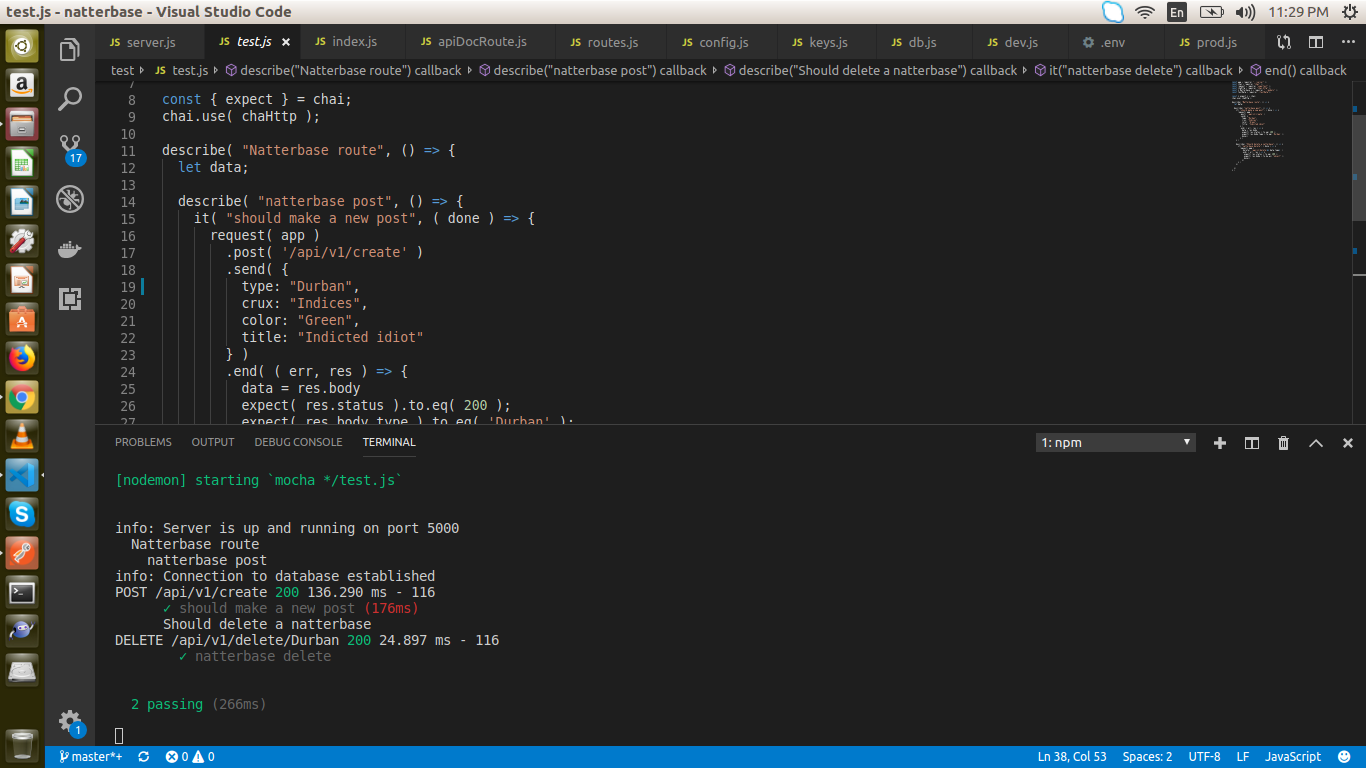 test.js - natterbase - Visual Studio Code
En
11:29 PM
JS server.js
JS test.js
JS index.js
JS apiDocRoute.js
JS routes.js
JS config.js
JS keys.js
JS db.js
JS dev.js
.env
JS prod.js
test
JS test.js
describe("Natterbase route") callback
describe("natterbase post") callback
describe("Should delete a natterbase") callback
it("natterbase delete") callback
end() callback
7
8 const { expect } = chai;
9 chai.use( chaHttp );
10
11 describe( "Natterbase route", () => {
12 let data;
13
14 describe( "natterbase post", () => {
15 it( "should make a new post", ( done ) => {
16 request( app )
17 .post( '/api/v1/create' )
18 .send( {
19 type: "Durban",
20 crux: "Indices",
21 color: "Green",
22 title: "Indicted idiot"
23 } )
24 .end( ( err, res ) => {
25 data = res.body
26 expect( res.status ).to.eq( 200 );
27 expect( res.body.type ).to.eq( 'Durban' );
17
1
PROBLEMS
OUTPUT
DEBUG CONSOLE
TERMINAL
1: npm
[nodemon] starting `mocha */test.js`
info: Server is up and running on port 5000
Natterbase route
natterbase post
info: Connection to database established
POST /api/v1/create 200 136.290 ms - 116
✓ should make a new post (176ms)
Should delete a natterbase
DELETE /api/v1/delete/Durban 200 24.897 ms - 116
✓ natterbase delete
2 passing (266ms)
master*+
0
0
Ln 38, Col 53
Spaces: 2
UTF-8
LF
JavaScript